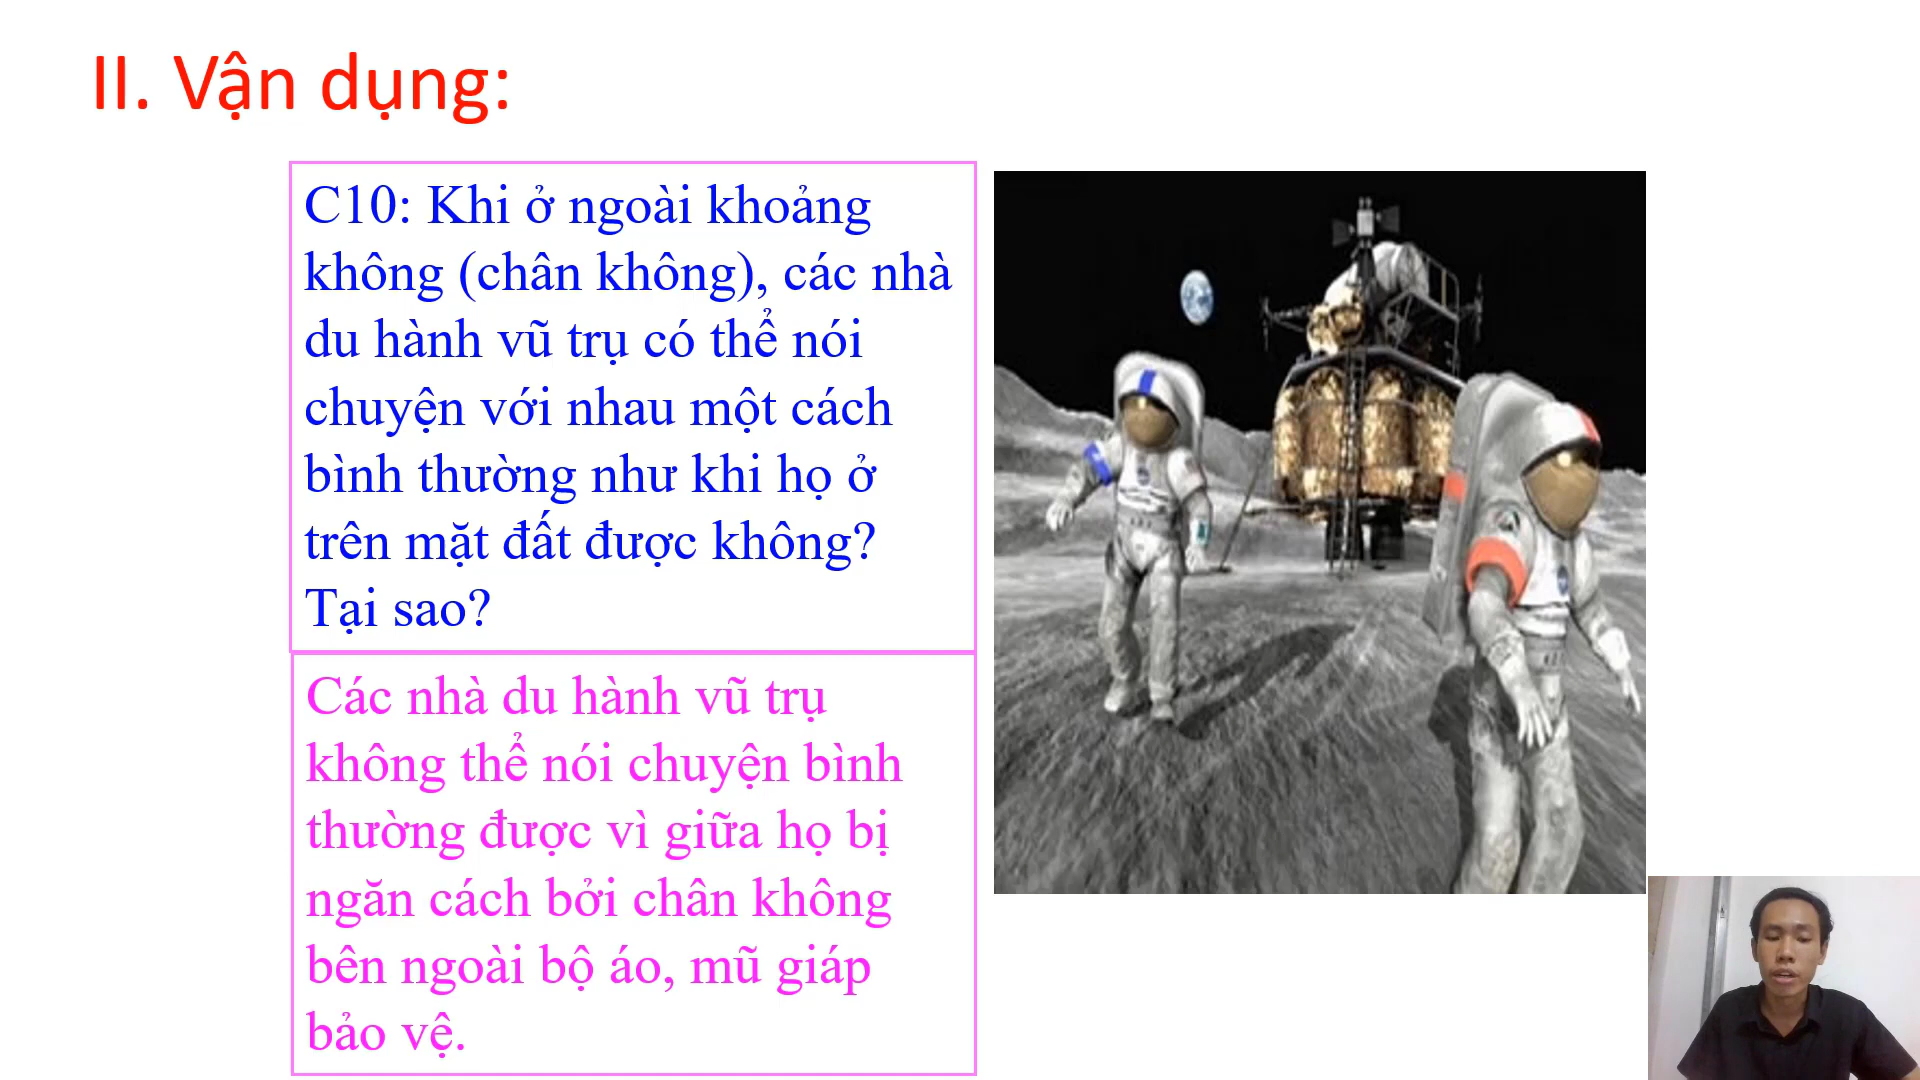 II. Vận dụng:
C10: Khi ở ngoài khoảng
không (chân không), các nhà
du hành vũ trụ có thể nói
chuyện với nhau một cách
bình thường như khi họ ở
trên mặt đất được không?
Tại sao?
Các nhà du hành vũ trụ
không thể nói chuyện bình
thường được vì giữa họ bị
ngăn cách bởi chân không
bên ngoài bộ áo, mũ giáp
bảo vệ.